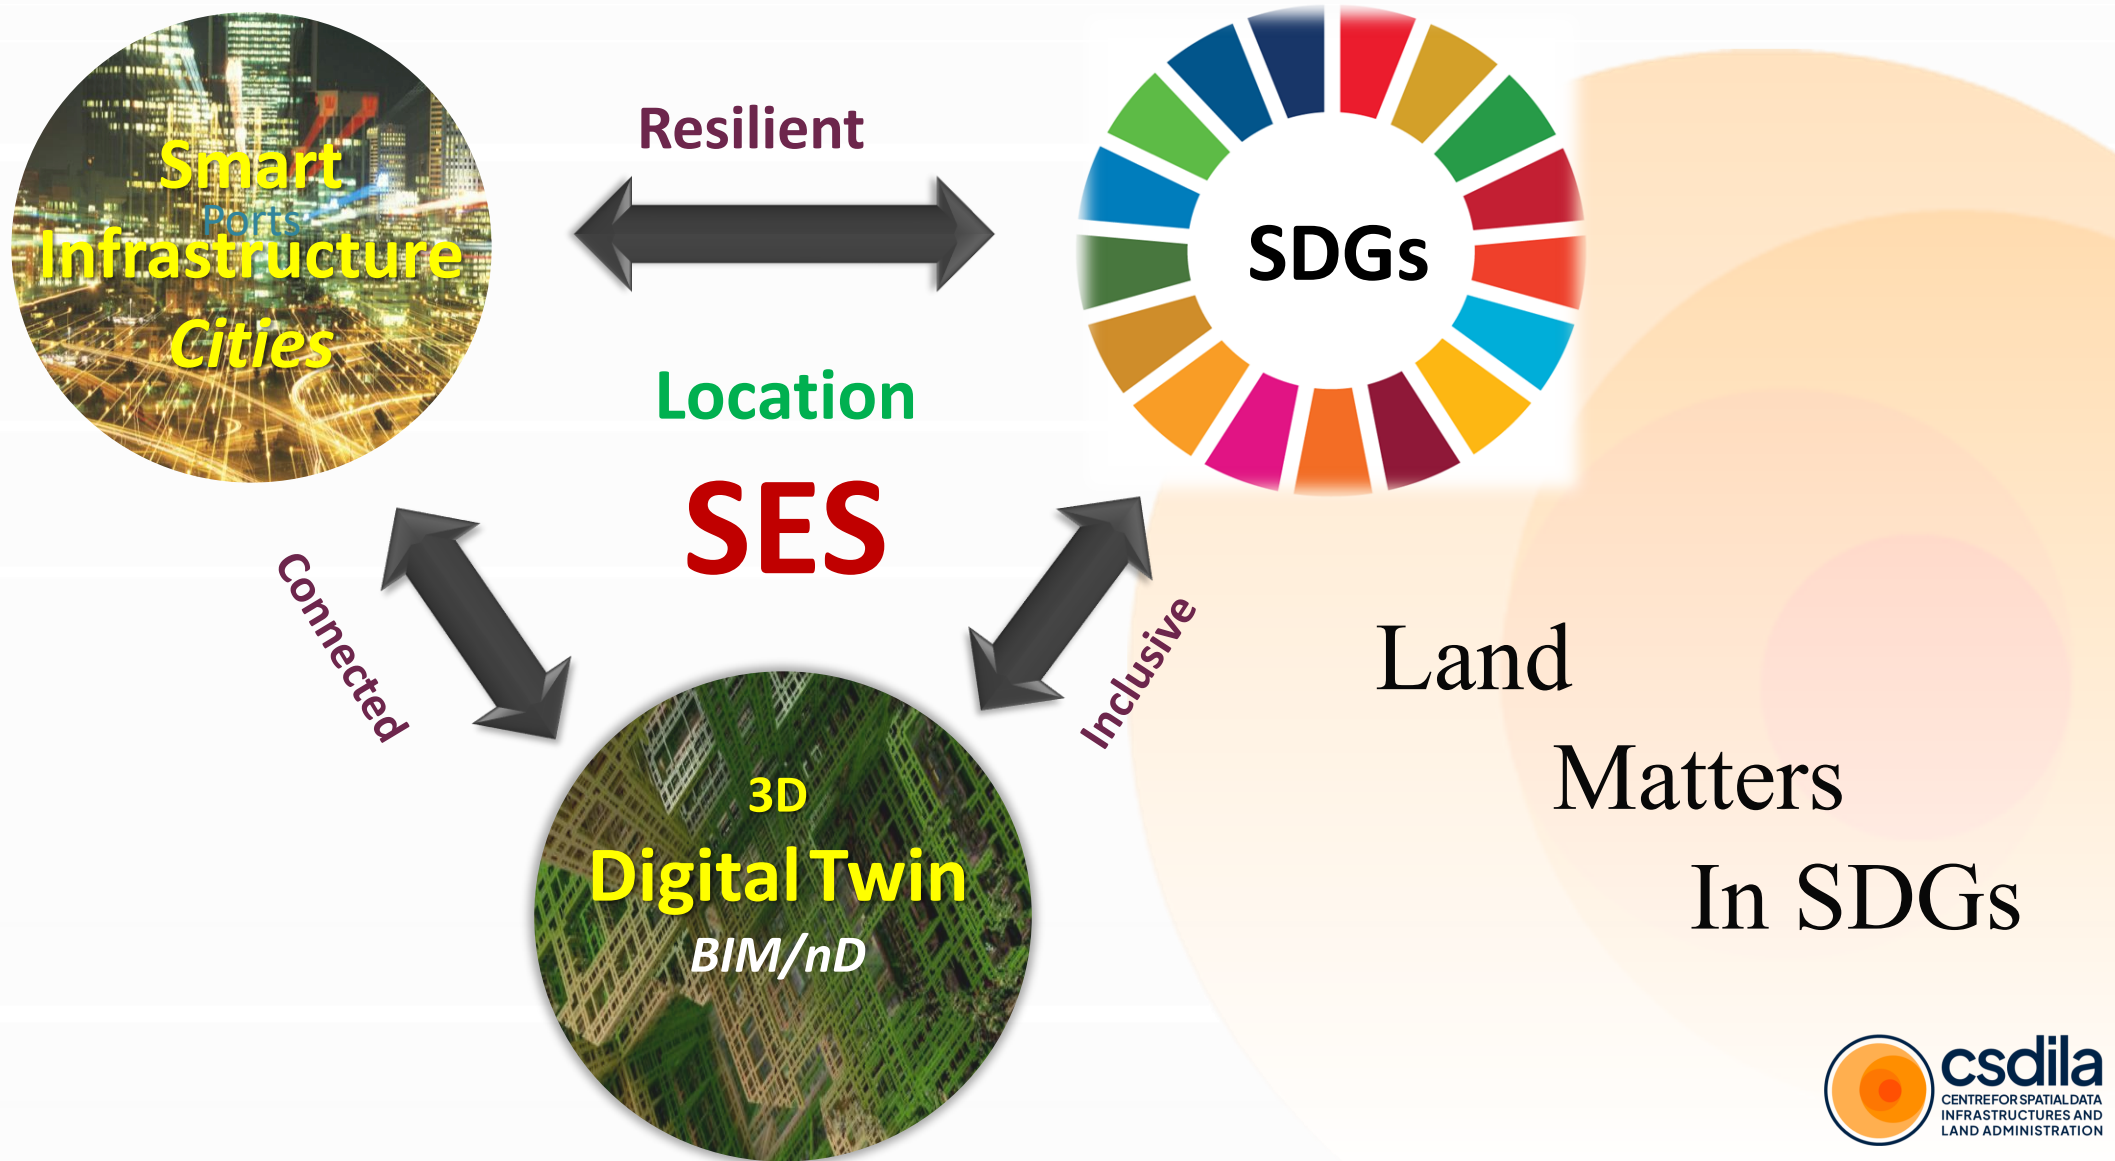 Smart
Ports
Infrastructure
Cities
Resilient
SDGs
Location
SES
Connected
Inclusive
3D
Digital Twin
BIM/nD
Land
Matters
In SDGs
csdila
CENTRE FOR SPATIAL DATA
INFRASTRUCTURES AND
LAND ADMINISTRATION